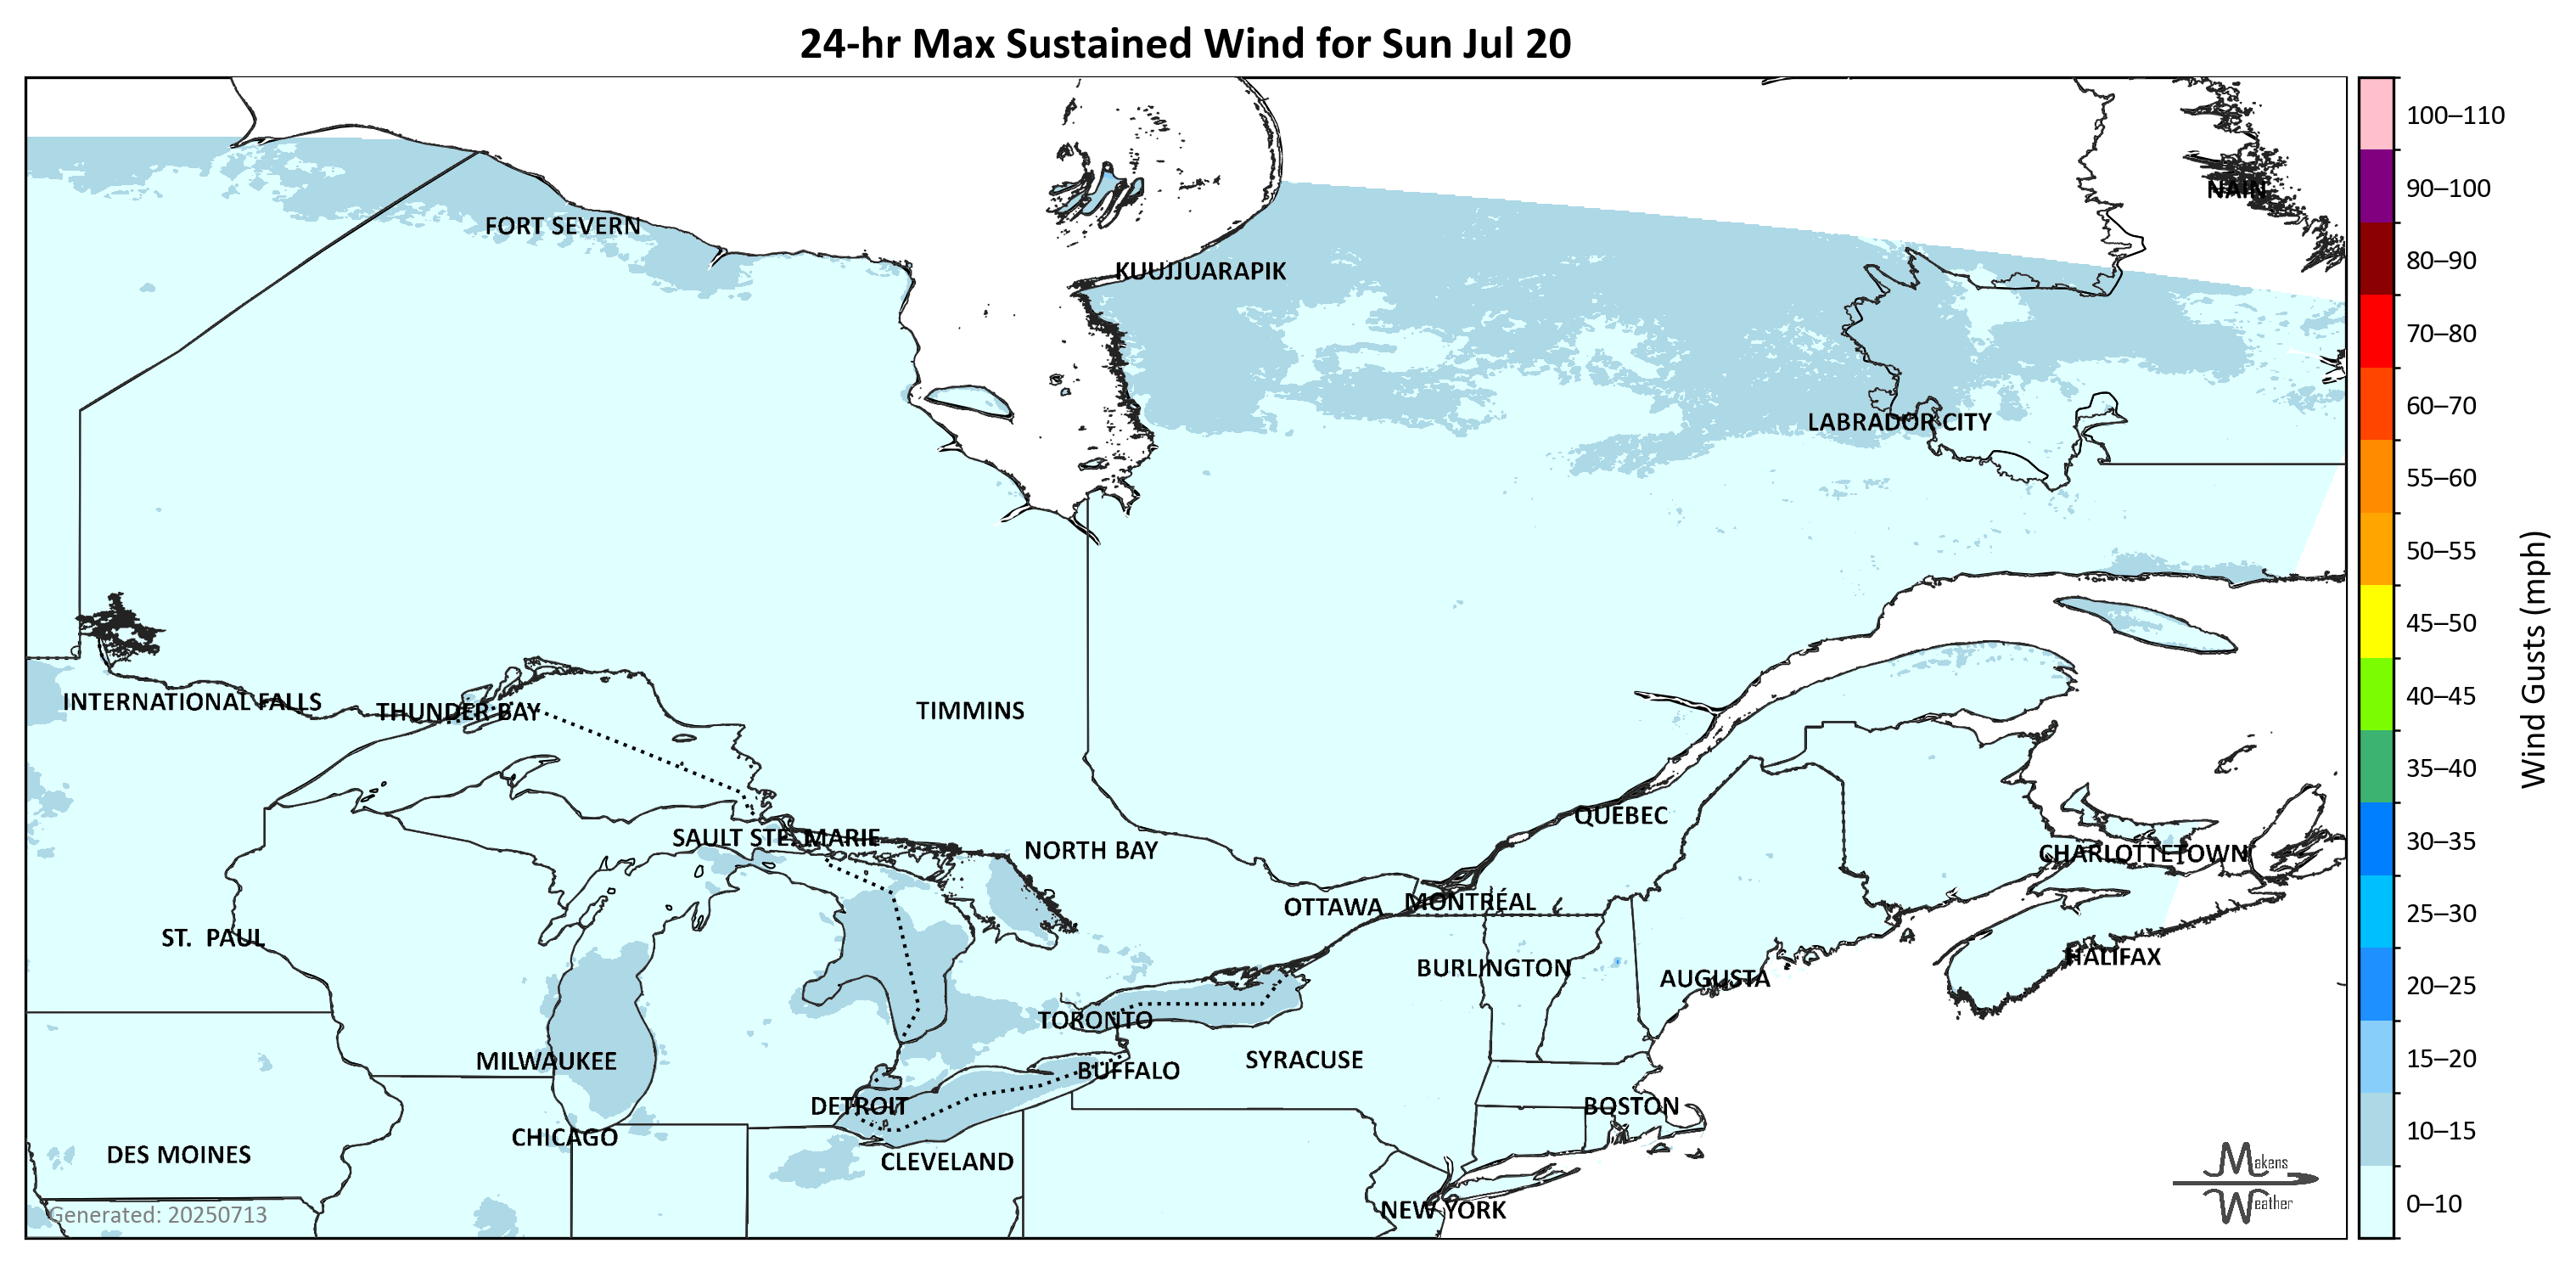 24-hr Max Sustained Wind for Sun Jul 20
NAIN
FORT SEVERN
KUUJJUARAPIK
LABRADOR CITY
INTERNATIONAL FALLS
THUNDER BAY
TIMMINS
QUÉBEC
SAULT STE. MARIE
NORTH BAY
CHARLOTTETOWN
OTTAWA
MONTRÉAL
ST. PAUL
HALIFAX
BURLINGTON
AUGUSTA
TORONTO
MILWAUKEE
SYRACUSE
BUFFALO
DETROIT
BOSTON
CHICAGO
DES MOINES
CLEVELAND
NEW YORK
Generated: 20250713
Makens
Weather
100–110
90–100
80–90
70–80
60–70
55–60
50–55
45–50
40–45
35–40
30–35
25–30
20–25
15–20
10–15
0–10
Wind Gusts (mph)